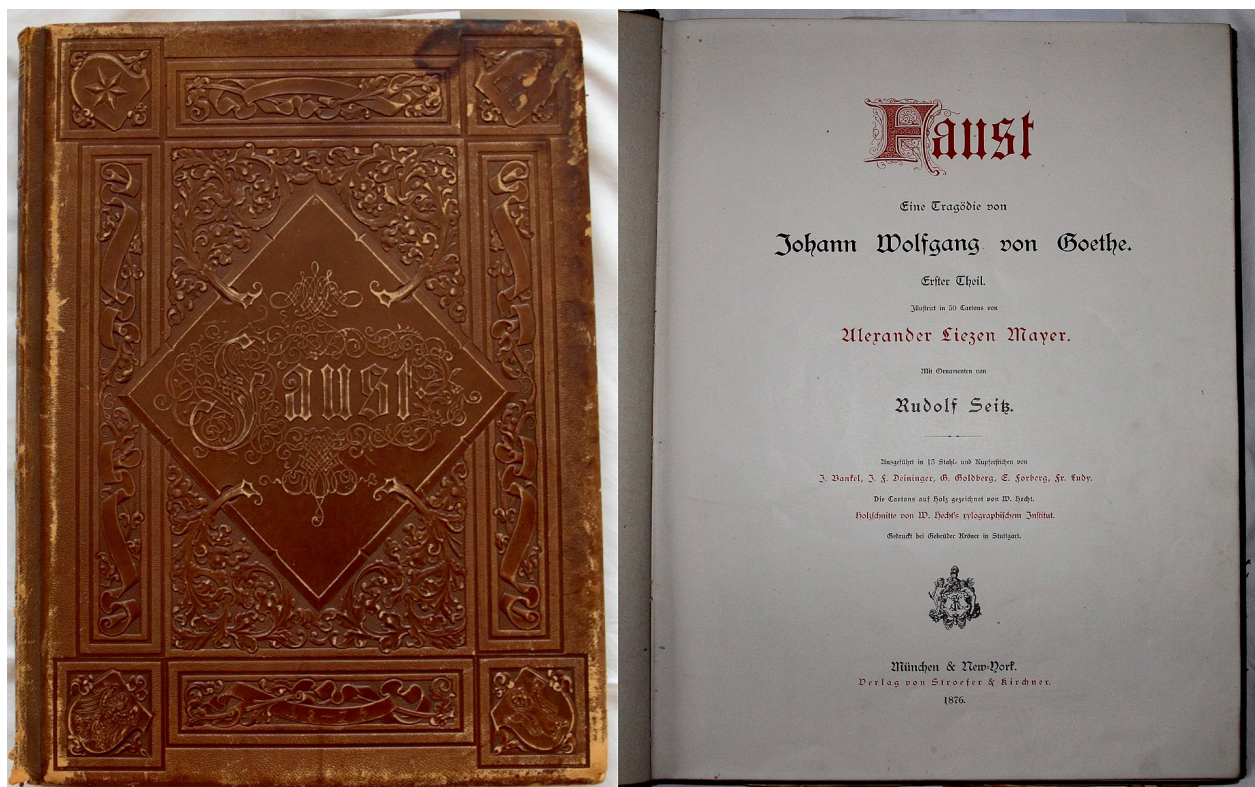 Faust
Faust
Eine Tragödie von
Johann Wolfgang von Goethe.
Erster Theil.
Illustrirt in 50 Cartons von
Alexander Liezen Mayer.
Mit Ornamenten von
Rudolf Seitz.
Ausgeführt in 13 Stahl- und Kupferstichen von
J. Bankel, J. F. Deininger, G. Goldberg, E. Forberg, Fr. Ludy.
Die Cartons auf Holz gezeichnet von W. Hecht.
Holzschnitte von W. Hecht's xylographischem Institut.
Gedruckt bei Gebrüder Kröner in Stuttgart.
München & New-York.
Verlag von Stroefer & Kirchner.
1876.